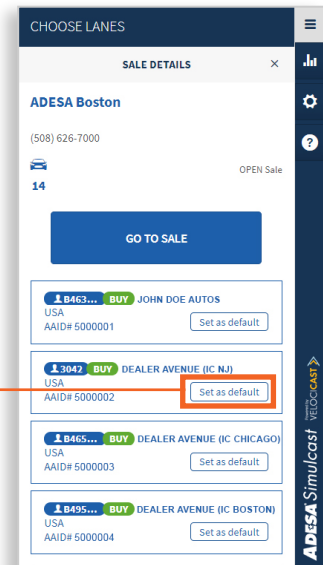 CHOOSE LANES
SALE DETAILS ×
ADESA Boston
(508) 626-7000
14
OPEN Sale
GO TO SALE
B463... BUY JOHN DOE AUTOS
USA
AAID# 5000001
Set as default
3042 BUY DEALER AVENUE (IC NJ)
USA
AAID# 5000002
Set as default
B465... BUY DEALER AVENUE (IC CHICAGO)
USA
AAID# 5000003
Set as default
B495... BUY DEALER AVENUE (IC BOSTON)
USA
AAID# 5000004
Set as default
?
ADESA Simulcast
Powered by
VELOCICAST